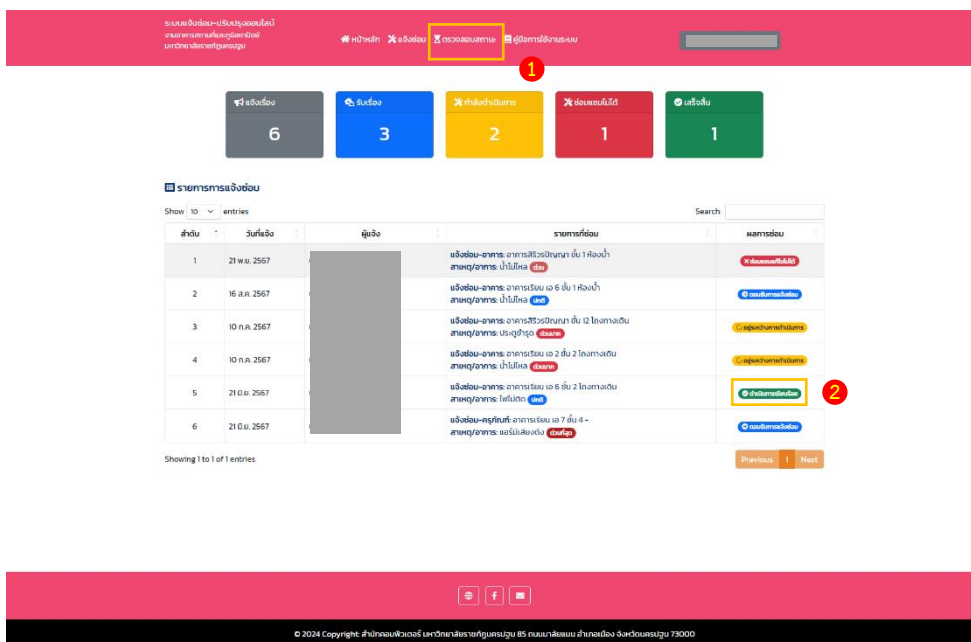 ระบบแจ้งซ่อม-ปรับปรุงออนไลน์
งานอาคารสถานที่และภูมิสถาปัตย์
มหาวิทยาลัยราชภัฏนครปฐม
หน้าหลัก แจ้งซ่อม ตรวจสอบสถานะ คู่มือการใช้งานระบบ
1
แจ้งเรื่อง รับเรื่อง กำลังดำเนินการ ซ่อมแซมไม่ได้ เสร็จสิ้น
6 3 2 1 1
รายการการแจ้งซ่อม
Show 10 entries Search:
ลำดับ วันที่แจ้ง ผู้แจ้ง รายการที่ซ่อม ผลการซ่อม
แจ้งซ่อม-อาคาร: อาคารสิริวรปัญญา ชั้น 1 ห้องน้ำ
1 21 พ.ย. 2567 สาเหตุ/อาการ: น้ำไม่ไหล ด่วน ซ่อมแซมแก้ไขไม่ได้
แจ้งซ่อม-อาคาร: อาคารเรียน เอ 6 ชั้น 1 ห้องน้ำ
2 16 ส.ค. 2567 สาเหตุ/อาการ: น้ำไม่ไหล ปกติ ตอบรับการแจ้งซ่อม
แจ้งซ่อม-อาคาร: อาคารสิริวรปัญญา ชั้น 12 โถงทางเดิน
3 10 ก.ค. 2567 สาเหตุ/อาการ: ประตูชำรุด ด่วนมาก อยู่ระหว่างการดำเนินการ
แจ้งซ่อม-อาคาร: อาคารเรียน เอ 2 ชั้น 2 โถงทางเดิน
4 10 ก.ค. 2567 สาเหตุ/อาการ: น้ำไม่ไหล ด่วนมาก อยู่ระหว่างการดำเนินการ
แจ้งซ่อม-อาคาร: อาคารเรียน เอ 6 ชั้น 2 โถงทางเดิน
5 21 มิ.ย. 2567 สาเหตุ/อาการ: ไฟไม่ติด ปกติ ดำเนินการเรียบร้อย 2
แจ้งซ่อม-ครุภัณฑ์: อาคารเรียน เอ 7 ชั้น 4 -
6 21 มิ.ย. 2567 สาเหตุ/อาการ: แอร์มีเสียงดัง ด่วนที่สุด ตอบรับการแจ้งซ่อม
Showing 1 to 1 of 1 entries Previous 1 Next
© 2024 Copyright: สำนักคอมพิวเตอร์ มหาวิทยาลัยราชภัฏนครปฐม 85 ถนนมาลัยแมน อำเภอเมือง จังหวัดนครปฐม 73000